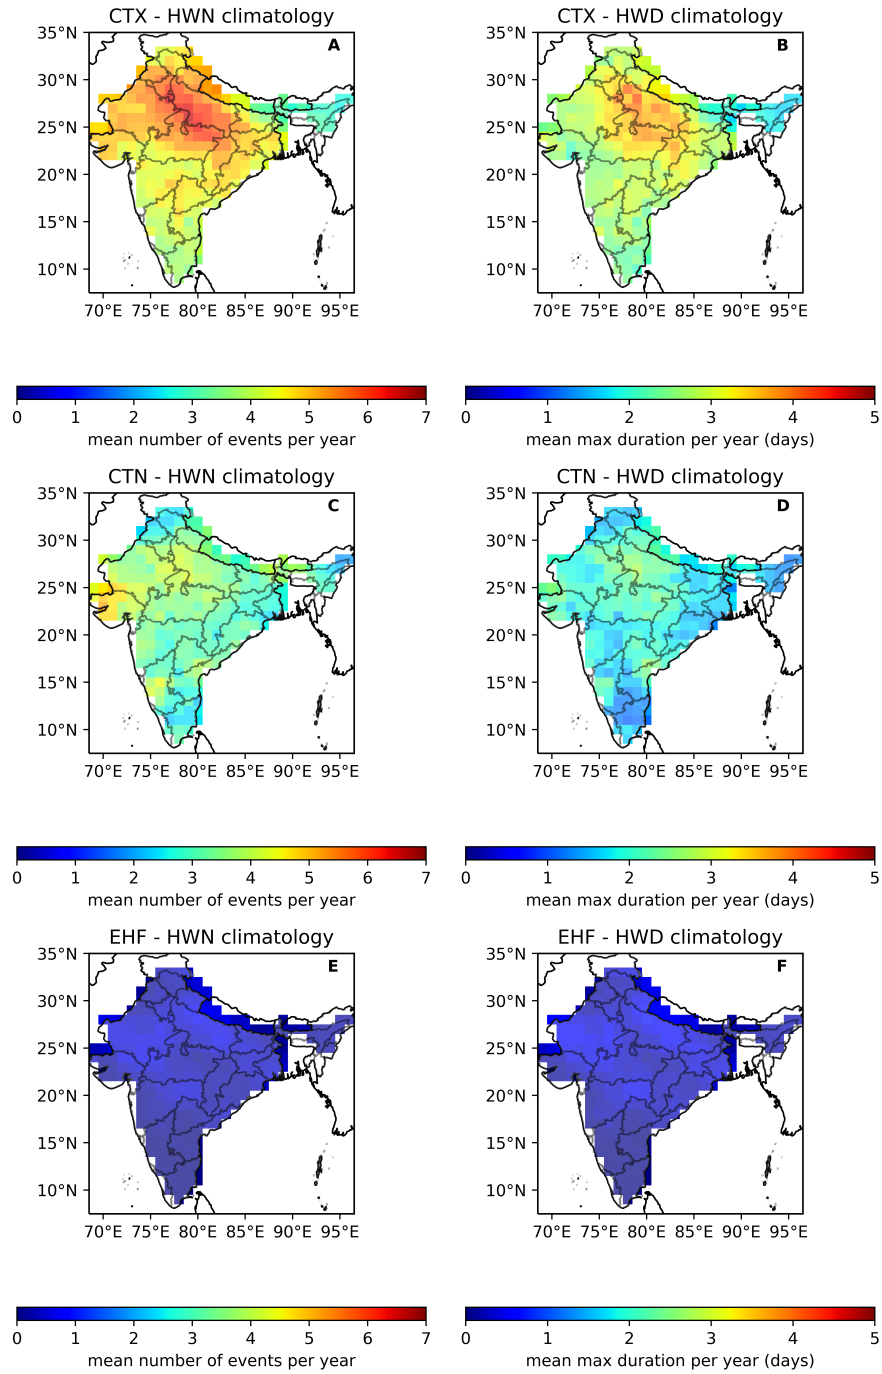 CTX - HWN climatology
A
35°N
30°N
25°N
20°N
15°N
10°N
70°E 75°E 80°E 85°E 90°E 95°E
0 1 2 3 4 5 6 7
mean number of events per year
CTX - HWD climatology
B
35°N
30°N
25°N
20°N
15°N
10°N
70°E 75°E 80°E 85°E 90°E 95°E
0 1 2 3 4 5
mean max duration per year (days)
CTN - HWN climatology
C
35°N
30°N
25°N
20°N
15°N
10°N
70°E 75°E 80°E 85°E 90°E 95°E
0 1 2 3 4 5 6 7
mean number of events per year
CTN - HWD climatology
D
35°N
30°N
25°N
20°N
15°N
10°N
70°E 75°E 80°E 85°E 90°E 95°E
0 1 2 3 4 5
mean max duration per year (days)
EHF - HWN climatology
E
35°N
30°N
25°N
20°N
15°N
10°N
70°E 75°E 80°E 85°E 90°E 95°E
0 1 2 3 4 5 6 7
mean number of events per year
EHF - HWD climatology
F
35°N
30°N
25°N
20°N
15°N
10°N
70°E 75°E 80°E 85°E 90°E 95°E
0 1 2 3 4 5
mean max duration per year (days)